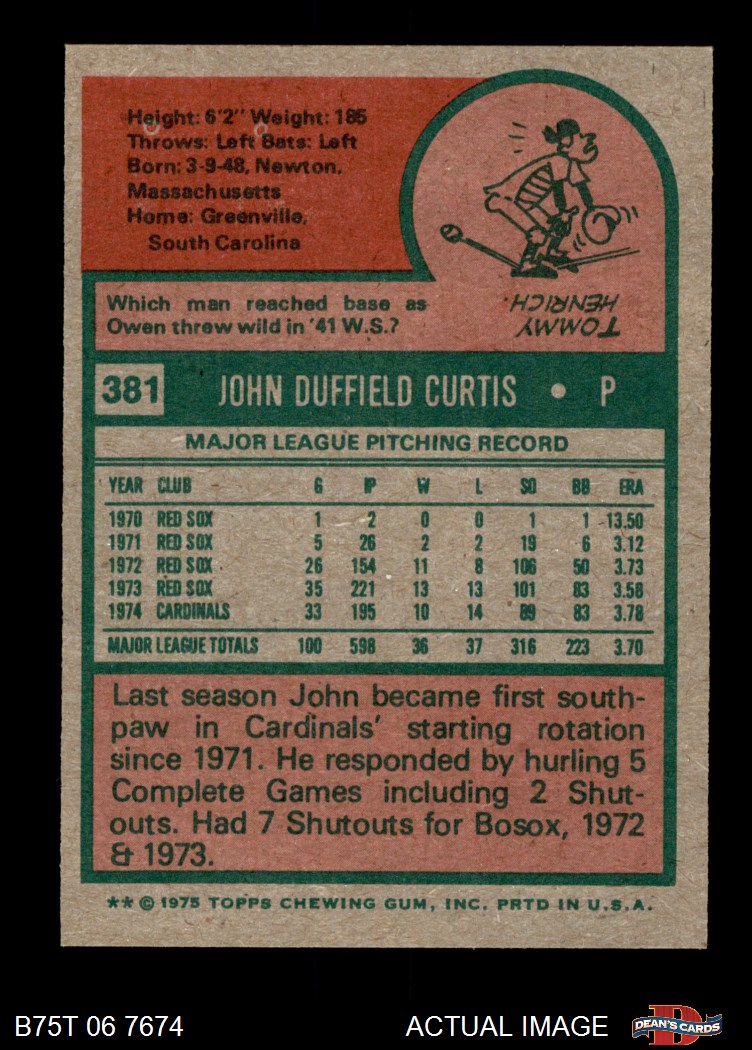 Height: 6'2" Weight: 185
Throws: Left Bats: Left
Born: 3-9-48, Newton,
Massachusetts
Home: Greenville,
South Carolina
Which man reached base as
Owen threw wild in '41 W.S.?
TOMMY
HENRICH.
381 JOHN DUFFIELD CURTIS • P
MAJOR LEAGUE PITCHING RECORD
YEAR CLUB G IP W L SO BB ERA
1970 RED SOX 1 2 0 0 1 1 13.50
1971 RED SOX 5 26 2 2 19 6 3.12
1972 RED SOX 26 154 11 8 106 50 3.73
1973 RED SOX 35 221 13 13 101 83 3.58
1974 CARDINALS 33 195 10 14 89 83 3.78
MAJOR LEAGUE TOTALS 100 598 36 37 316 223 3.70
Last season John became first south-
paw in Cardinals' starting rotation
since 1971. He responded by hurling 5
Complete Games including 2 Shut-
outs. Had 7 Shutouts for Bosox, 1972
& 1973.
** © 1975 TOPPS CHEWING GUM, INC. PRTD IN U.S.A.
B75T 06 7674 ACTUAL IMAGE D DEAN'S CARDS